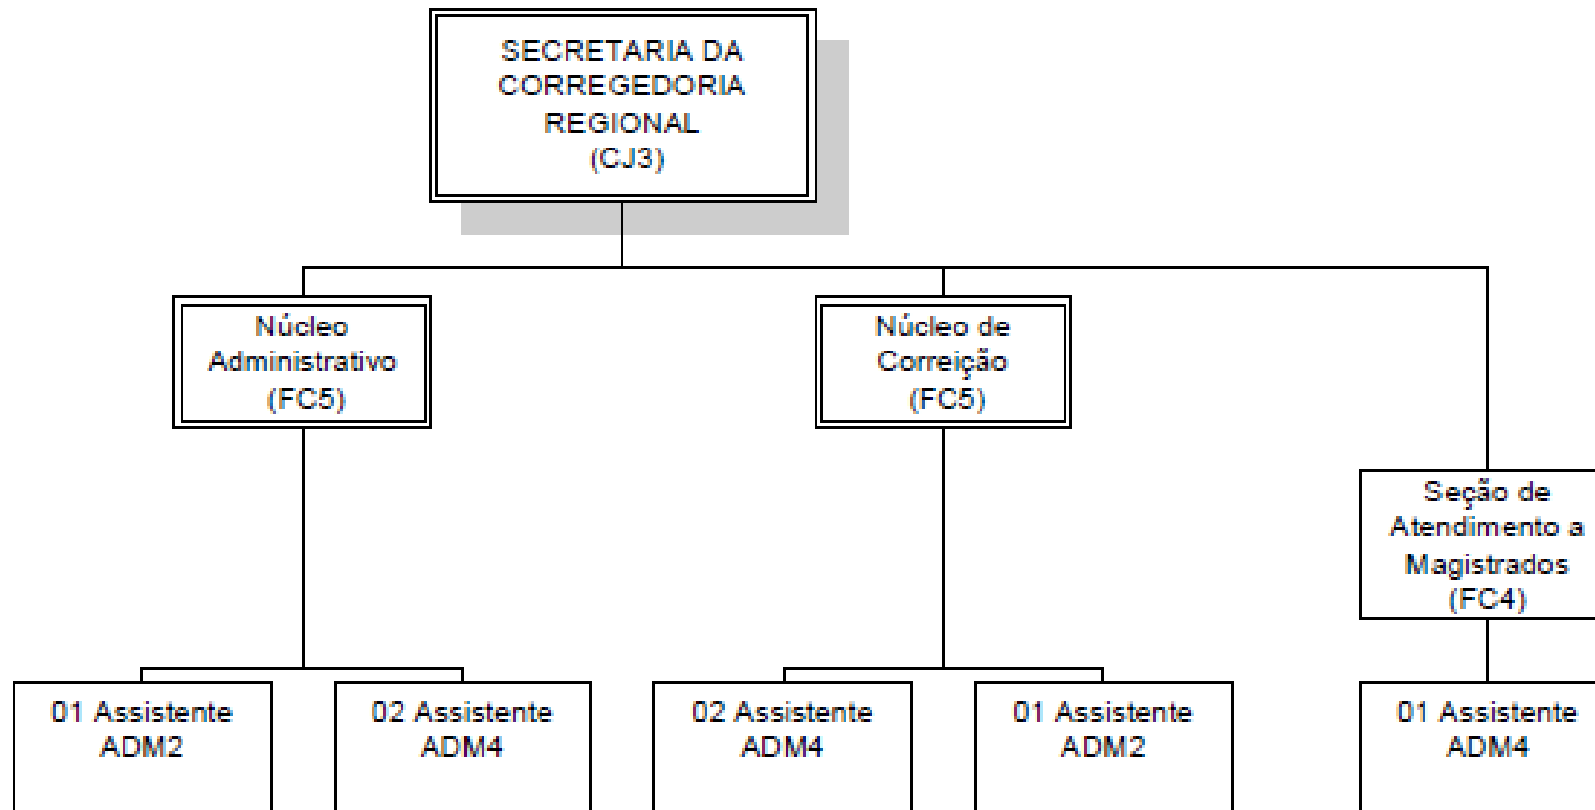 SECRETARIA DA
CORREGEDORIA
REGIONAL
(CJ3)
Núcleo
Administrativo
(FC5)
Núcleo de
Correição
(FC5)
Seção de
Atendimento a
Magistrados
(FC4)
01 Assistente
ADM2
02 Assistente
ADM4
02 Assistente
ADM4
01 Assistente
ADM2
01 Assistente
ADM4